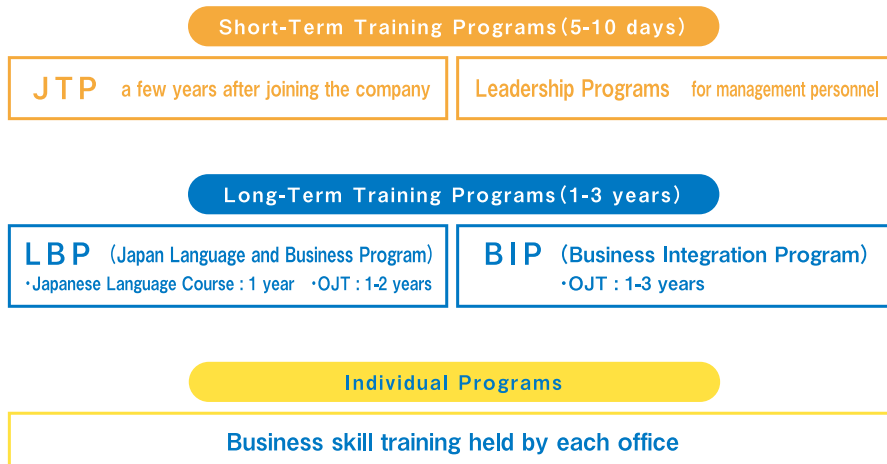 Short-Term Training Programs (5-10 days)
JTP a few years after joining the company
Leadership Programs for management personnel
Long-Term Training Programs (1-3 years)
LBP (Japan Language and Business Program)
・Japanese Language Course : 1 year ・OJT : 1-2 years
BIP (Business Integration Program)
・OJT : 1-3 years
Individual Programs
Business skill training held by each office